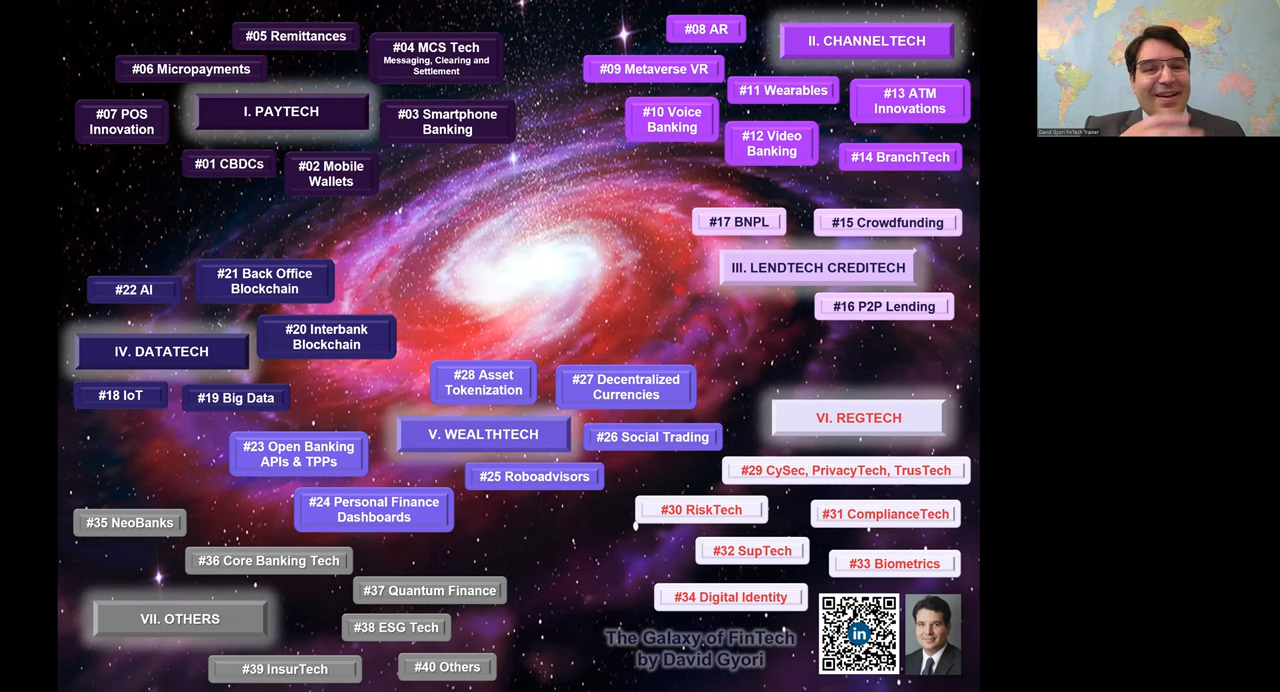 #05 Remittances
#04 MCS Tech
Messaging, Clearing and
Settlement
#06 Micropayments
I. PAYTECH
#07 POS
Innovation
#03 Smartphone
Banking
#01 CBDCs
#02 Mobile
Wallets
#08 AR
II. CHANNELTECH
#09 Metaverse VR
#11 Wearables
#13 ATM
Innovations
#10 Voice
Banking
#12 Video
Banking
#14 BranchTech
#17 BNPL
#15 Crowdfunding
III. LENDTECH CREDITECH
#16 P2P Lending
#21 Back Office
Blockchain
#22 AI
#20 Interbank
Blockchain
IV. DATATECH
#18 IoT
#19 Big Data
#28 Asset
Tokenization
#27 Decentralized
Currencies
V. WEALTHTECH
#26 Social Trading
#23 Open Banking
APIs & TPPs
#25 Roboadvisors
#24 Personal Finance
Dashboards
VI. REGTECH
#29 CySec, PrivacyTech, TrusTech
#30 RiskTech
#31 ComplianceTech
#32 SupTech
#33 Biometrics
#34 Digital Identity
#35 NeoBanks
#36 Core Banking Tech
#37 Quantum Finance
VII. OTHERS
#38 ESG Tech
#39 InsurTech
#40 Others
The Galaxy of FinTech
by David Gyori
in
David Gyori FinTech Trainer